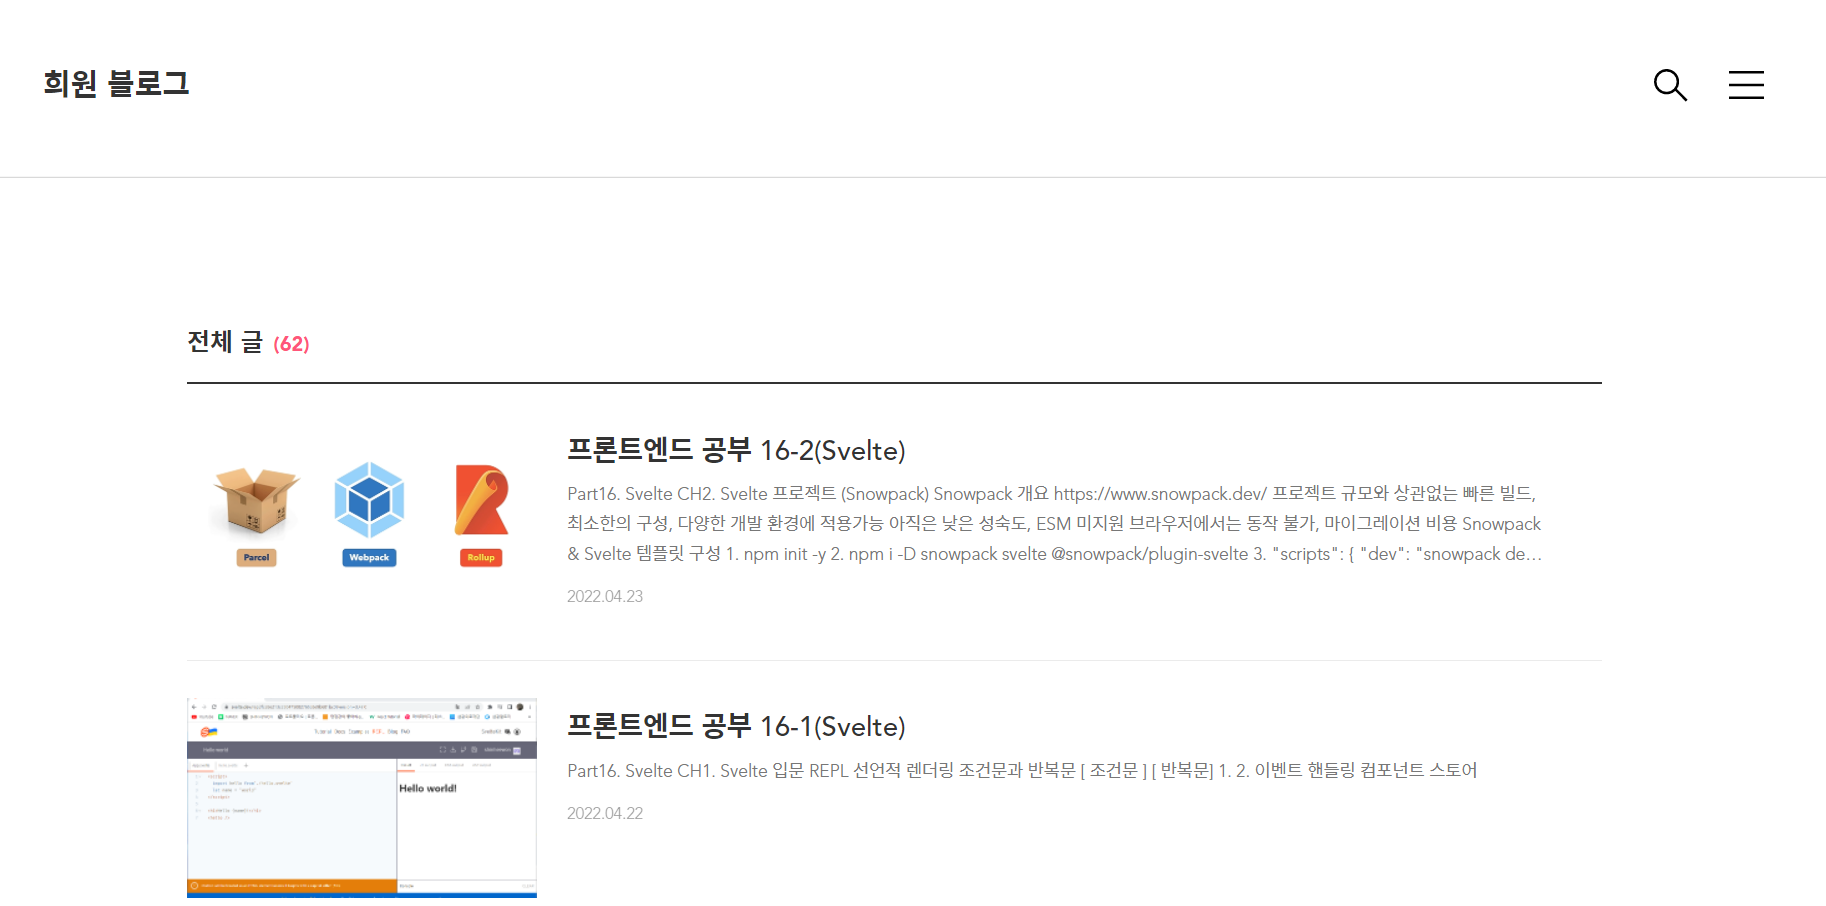 희원 블로그
전체 글 (62)
프론트엔드 공부 16-2(Svelte)
Part16. Svelte CH2. Svelte 프로젝트 (Snowpack) Snowpack 개요 https://www.snowpack.dev/ 프로젝트 규모와 상관없는 빠른 빌드,
최소한의 구성, 다양한 개발 환경에 적용가능 아직은 낮은 성숙도, ESM 미지원 브라우저에서는 동작 불가, 마이그레이션 비용 Snowpack
& Svelte 템플릿 구성 1. npm init -y 2. npm i -D snowpack svelte @snowpack/plugin-svelte 3. "scripts": { "dev": "snowpack de…
2022.04.23
Parcel Webpack Rollup
프론트엔드 공부 16-1(Svelte)
Part16. Svelte CH1. Svelte 입문 REPL 선언적 렌더링 조건문과 반복문 [ 조건문 ] [ 반복문] 1. 2. 이벤트 핸들링 컴포넌트 스토어
2022.04.22
Hello world
Hello world!